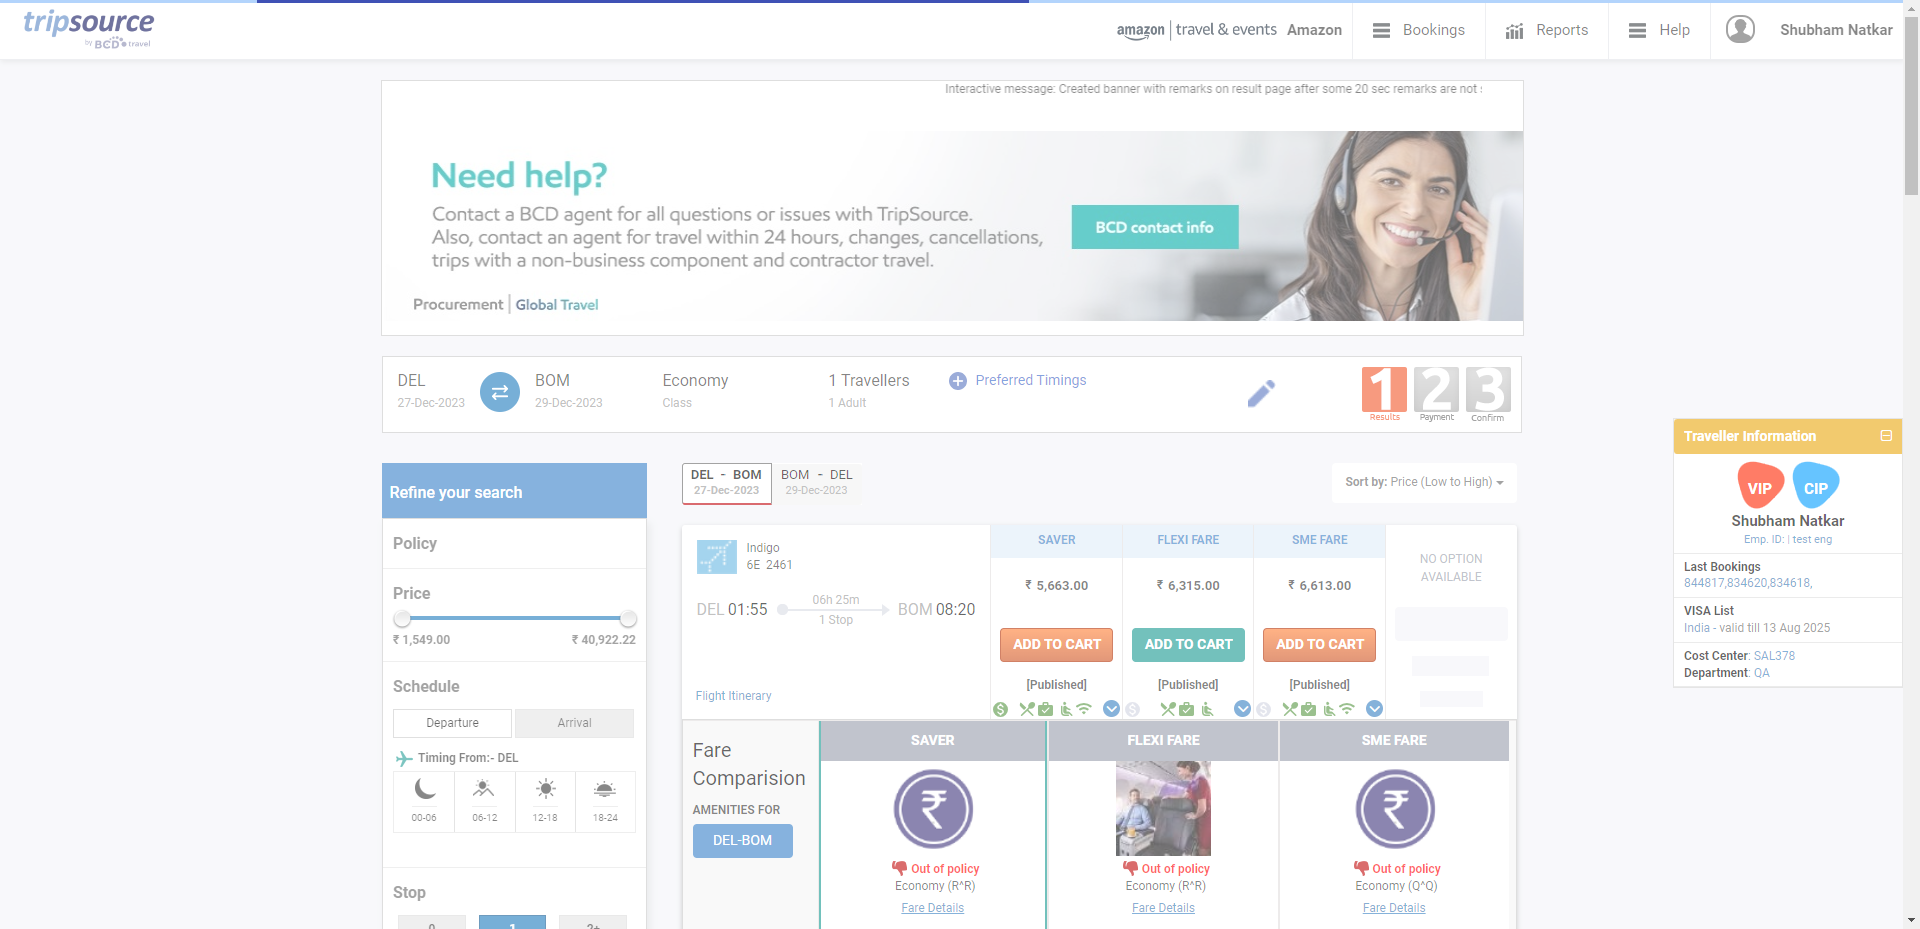 tripsource
by BCD travel
amazon | travel & events Amazon
Bookings
Reports
Help
Shubham Natkar
Interactive message: Created banner with remarks on result page after some 20 sec remarks are not
Need help?
Contact a BCD agent for all questions or issues with TripSource.
Also, contact an agent for travel within 24 hours, changes, cancellations,
trips with a non-business component and contractor travel.
BCD contact info
Procurement | Global Travel
DEL
27-Dec-2023
BOM
29-Dec-2023
Economy
Class
1 Travellers
1 Adult
Preferred Timings
1 2 3
Results Payment Confirm
Traveller Information
VIP CIP
Shubham Natkar
Emp. ID: | test eng
Last Bookings
844817,834620,834618,
VISA List
India - valid till 13 Aug 2025
Cost Center: SAL378
Department: QA
Refine your search
Policy
Price
₹ 1,549.00 ₹ 40,922.22
Schedule
Departure Arrival
Timing From:- DEL
00-06 06-12 12-18 18-24
Stop
0 1 2+
DEL - BOM
27-Dec-2023
BOM - DEL
29-Dec-2023
Sort by: Price (Low to High)
Indigo
6E 2461
DEL 01:55
06h 25m
1 Stop
BOM 08:20
Flight Itinerary
SAVER FLEXI FARE SME FARE
₹ 5,663.00 ₹ 6,315.00 ₹ 6,613.00
ADD TO CART ADD TO CART ADD TO CART
[Published] [Published] [Published]
NO OPTION
AVAILABLE
Fare
Comparision
AMENITIES FOR
DEL-BOM
SAVER FLEXI FARE SME FARE
₹ ₹
Out of policy Out of policy Out of policy
Economy (R^R) Economy (R^R) Economy (Q^Q)
Fare Details Fare Details Fare Details